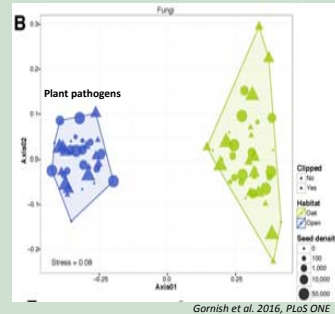 B
Fungi
Plant pathogens
Axis02
0.3
0.2
0.1
0.0
-0.1
-0.2
Stress = 0.08
-0.25
0.00
0.25
Axis01
Clipped
No
Yes
Habitat
Oak
Open
Seed densit
0
100
1,000
10,000
50,000
Gornish et al. 2016, PLoS ONE